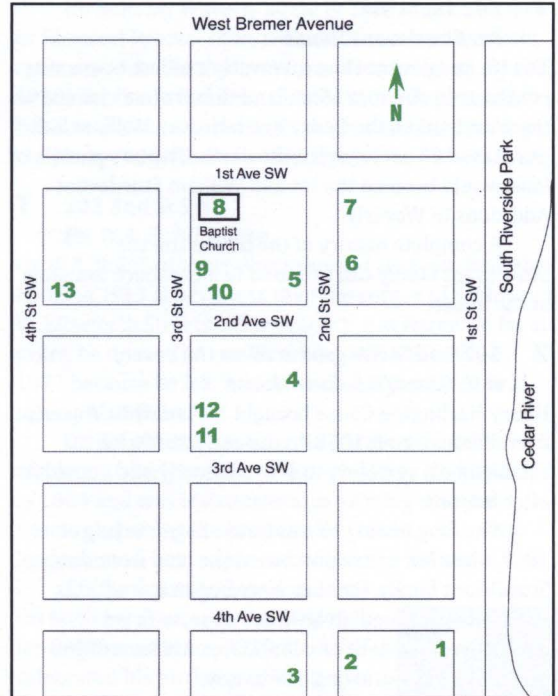 West Bremer Avenue
N
1st Ave SW
8
Baptist
Church
7
9
10
5
6
13
4th St SW
3rd St SW
2nd St SW
1st St SW
South Riverside Park
2nd Ave SW
4
12
11
Cedar River
3rd Ave SW
4th Ave SW
3
2
1